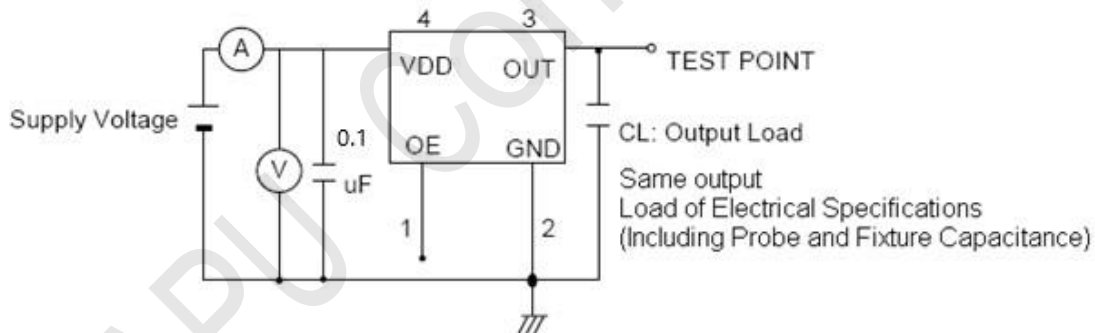 4 3
A
VDD OUT
TEST POINT
Supply Voltage
0.1
uF
V
OE GND
CL: Output Load
1 2
Same output
Load of Electrical Specifications
(Including Probe and Fixture Capacitance)